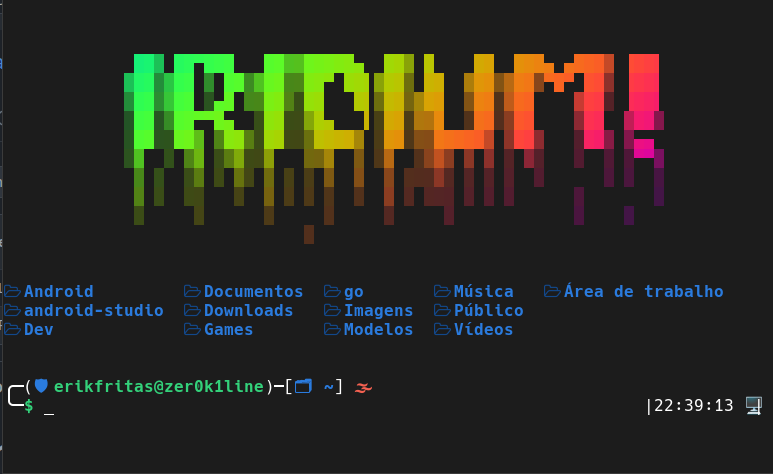 Android Documentos go Música Área de trabalho
android-studio Downloads Imagens Público
Dev Games Modelos Vídeos
(erikfritas@zer0k1line)-[ ~]
$ _
|22:39:13